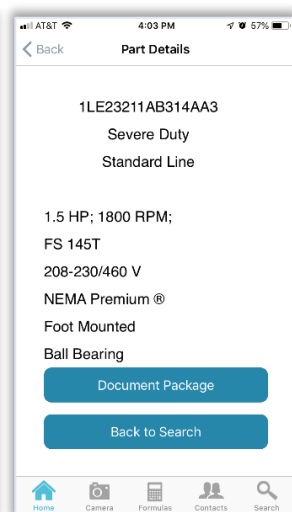 AT&T 4:03 PM 57%
Back Part Details
1LE23211AB314AA3
Severe Duty
Standard Line
1.5 HP; 1800 RPM;
FS 145T
208-230/460 V
NEMA Premium ®
Foot Mounted
Ball Bearing
Document Package
Back to Search
Home Camera Formulas Contacts Search